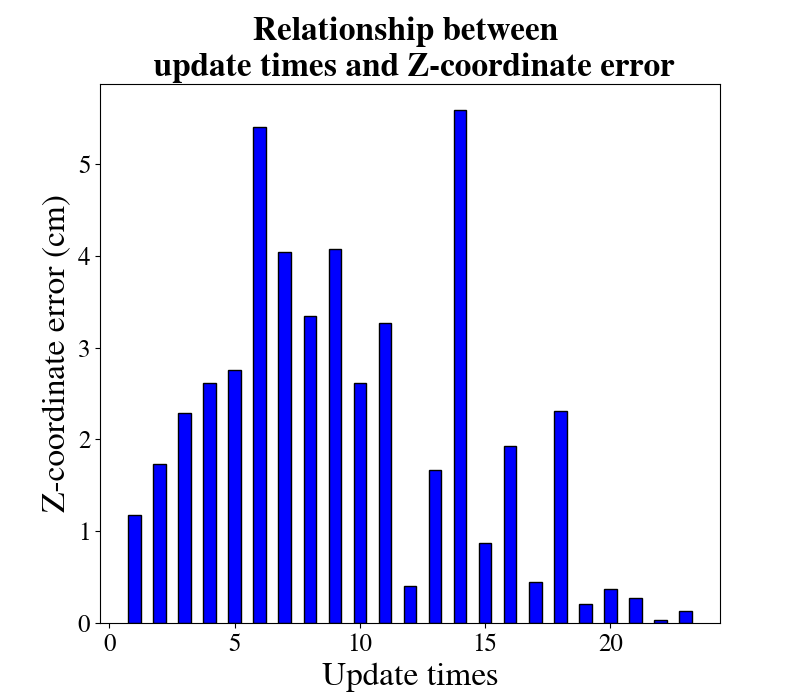 Relationship between
update times and Z-coordinate error
Z-coordinate error (cm)
5
4
3
2
1
0
0 5 10 15 20
Update times